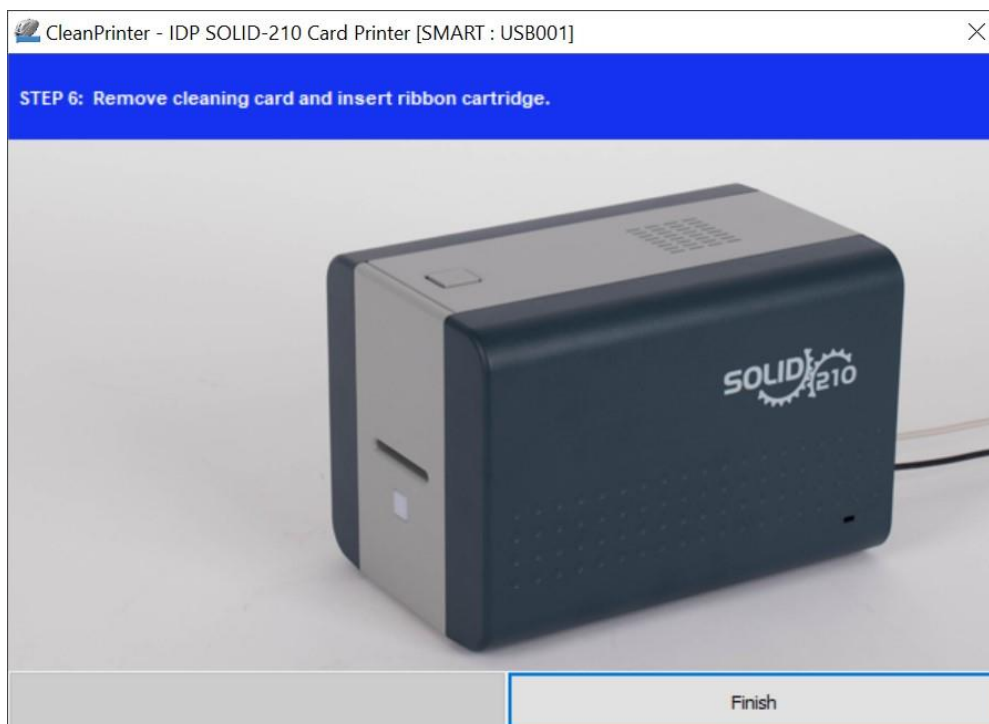 CleanPrinter - IDP SOLID-210 Card Printer [SMART : USB001]
STEP 6: Remove cleaning card and insert ribbon cartridge.
SOLID 210
Finish